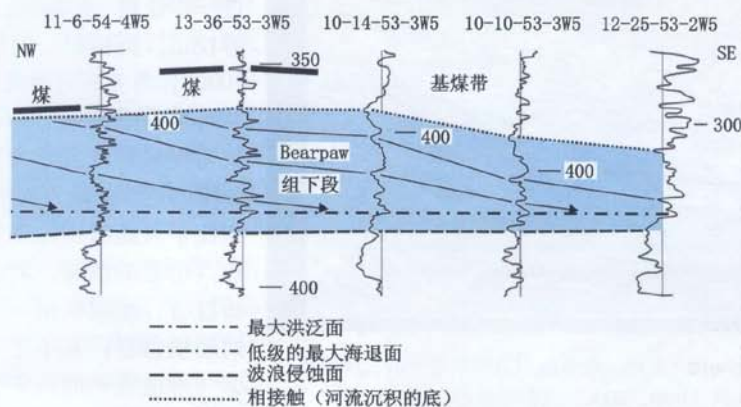 11-6-54-4W5 13-36-53-3W5 10-14-53-3W5 10-10-53-3W5 12-25-53-2W5
NW 350 SE
煤 煤 基煤带
400 400 300
Bearpaw 400
组下段
400
最大洪泛面
低级的最大海退面
波浪侵蚀面
相接触（河流沉积的底）